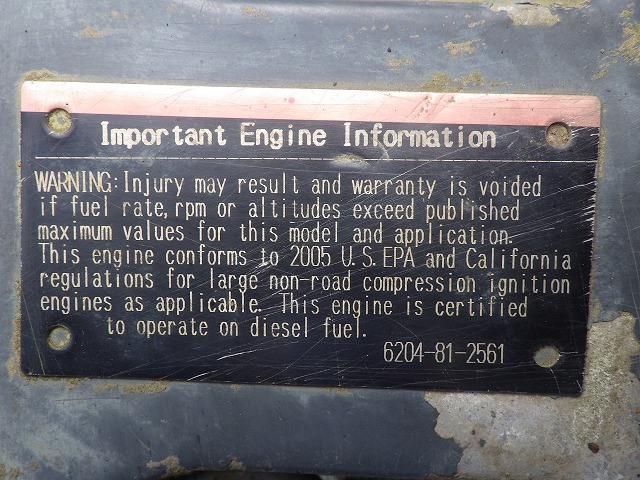 Important Engine Information
WARNING: Injury may result and warranty is voided
if fuel rate, rpm or altitudes exceed published
maximum values for this model and application.
This engine conforms to 2005 U.S. EPA and California
regulations for large non-road compression ignition
engines as applicable. This engine is certified
to operate on diesel fuel.
6204-81-2561